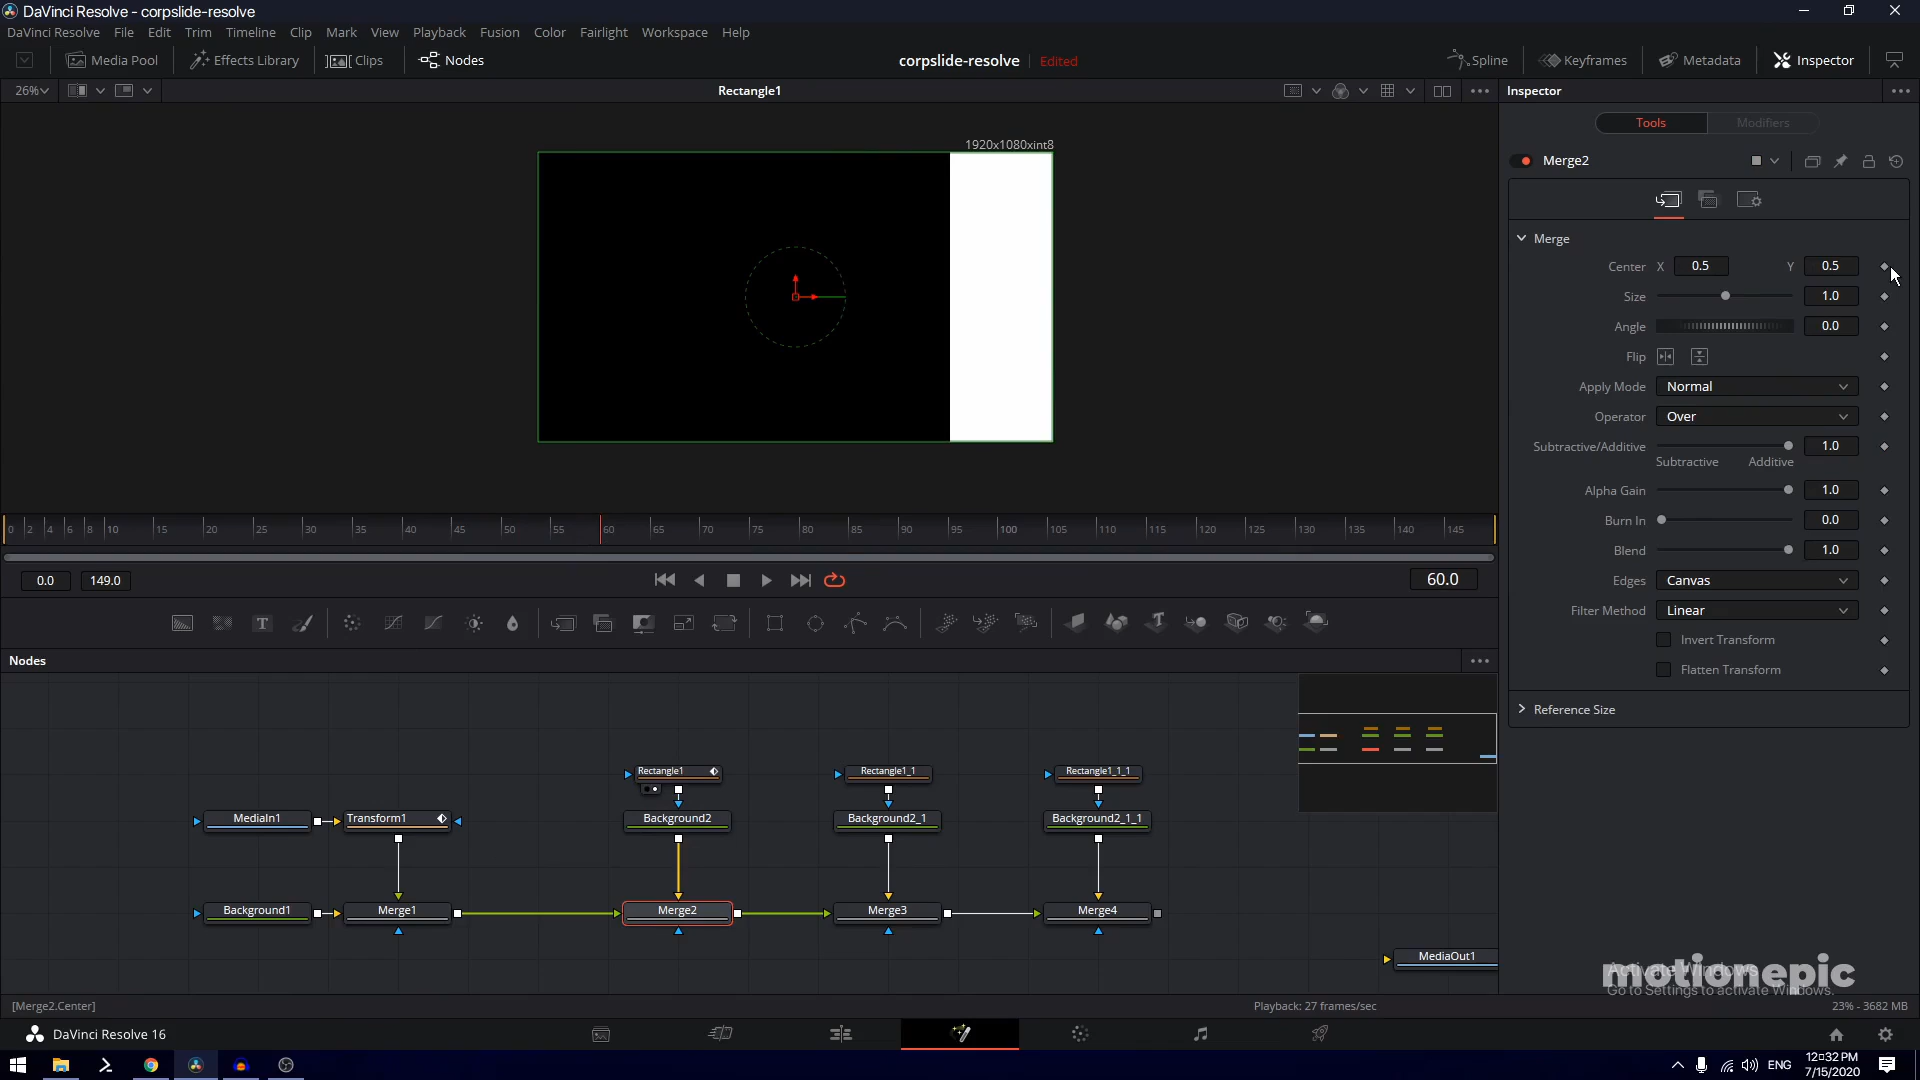 DaVinci Resolve - corpslide-resolve
DaVinci Resolve File Edit Trim Timeline Clip Mark View Playback Fusion Color Fairlight Workspace Help
Media Pool Effects Library Clips Nodes corpslide-resolve Edited Spline Keyframes Metadata Inspector
26% Rectangle1 Inspector
1920x1080xint8
Tools Modifiers
Merge2
Merge
Center X 0.5 Y 0.5
Size 1.0
Angle 0.0
Flip
Apply Mode Normal
Operator Over
Subtractive/Additive 1.0
Subtractive Additive
Alpha Gain 1.0
Burn In 0.0
Blend 1.0
Edges Canvas
Filter Method Linear
Invert Transform
Flatten Transform
Reference Size
0 2 4 6 8 10 15 20 25 30 35 40 45 50 55 60 65 70 75 80 85 90 95 100 105 110 115 120 125 130 135 140 145
0.0 149.0 60.0
Nodes
Rectangle1 Rectangle1_1 Rectangle1_1_1
MediaIn1 Transform1 Background2 Background2_1 Background2_1_1
Background1 Merge1 Merge2 Merge3 Merge4
MediaOut1
motionepic
Activate Windows
Go to Settings to activate Windows.
[Merge2.Center] Playback: 27 frames/sec 23% - 3682 MB
DaVinci Resolve 16
ENG 12:32 PM
7/15/2020